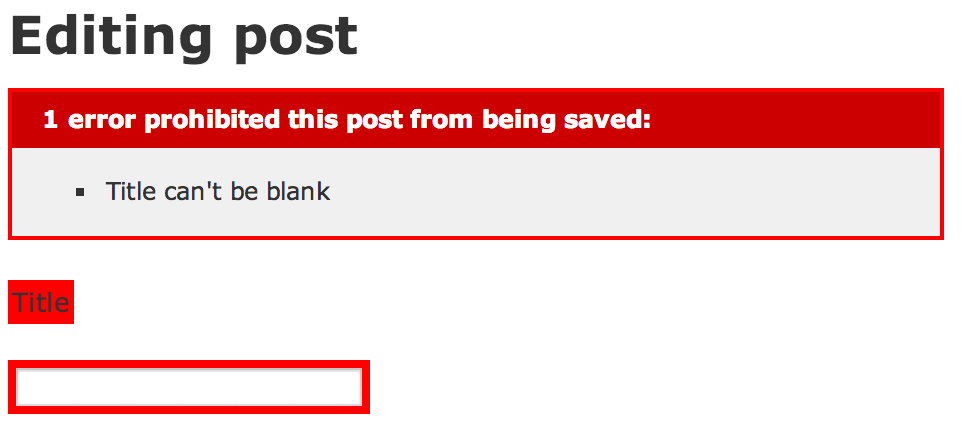 Editing post
1 error prohibited this post from being saved:
Title can't be blank
Title